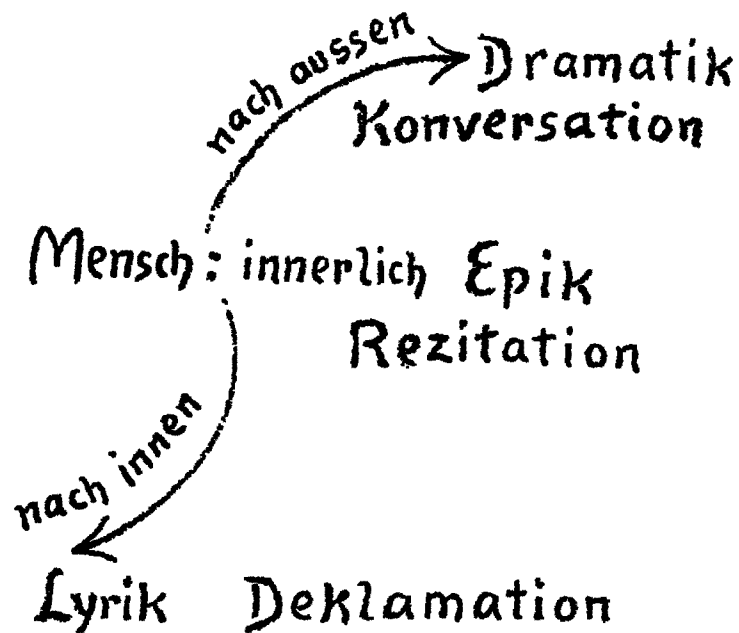 nach aussen
Dramatik
Konversation
Mensch: innerlich Epik
Rezitation
nach innen
Lyrik Deklamation